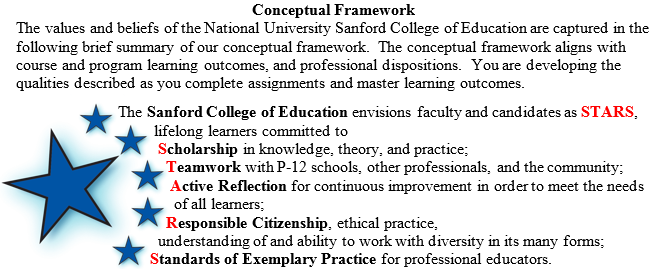 Conceptual Framework
The values and beliefs of the National University Sanford College of Education are captured in the
following brief summary of our conceptual framework.  The conceptual framework aligns with
course and program learning outcomes, and professional dispositions.  You are developing the
qualities described as you complete assignments and master learning outcomes.
The Sanford College of Education envisions faculty and candidates as STARS,
lifelong learners committed to
Scholarship in knowledge, theory, and practice;
Teamwork with P-12 schools, other professionals, and the community;
Active Reflection for continuous improvement in order to meet the needs
of all learners;
Responsible Citizenship, ethical practice,
understanding of and ability to work with diversity in its many forms;
Standards of Exemplary Practice for professional educators.